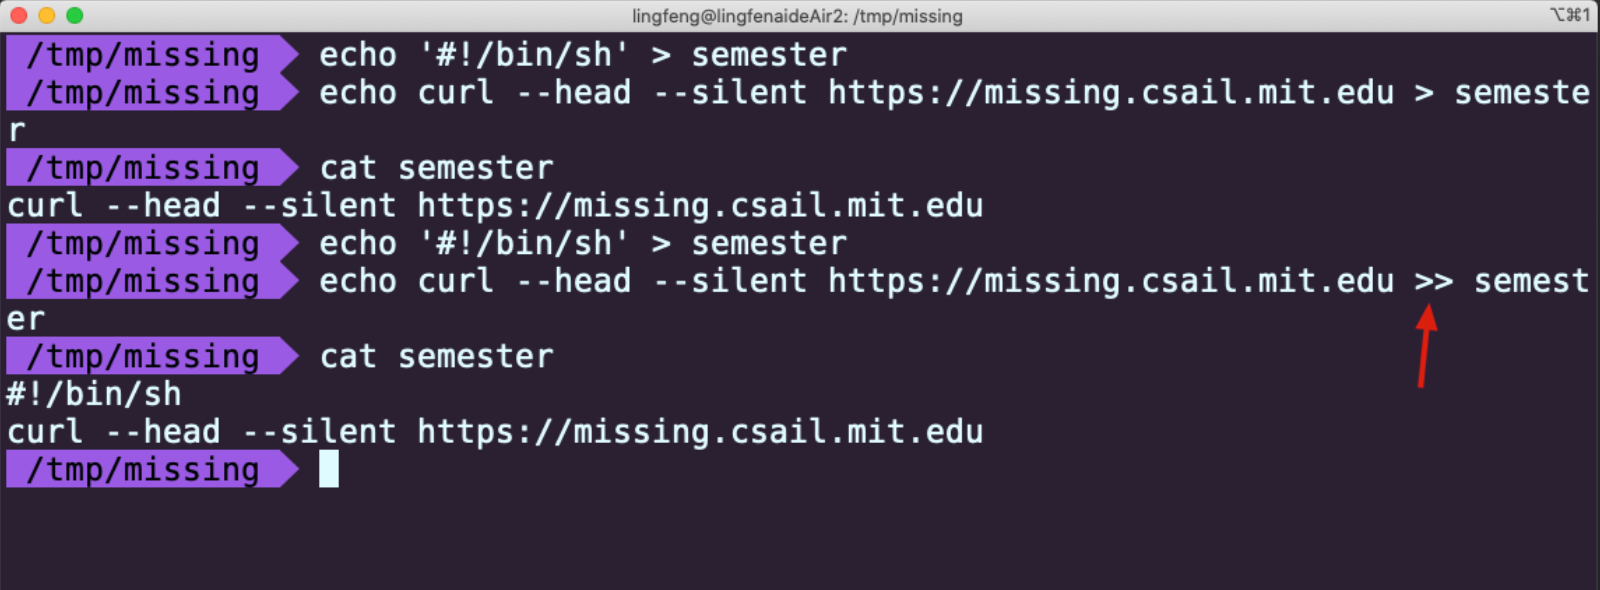 lingfeng@lingfenaideAir2: /tmp/missing
⌥⌘1
/tmp/missing echo '#!/bin/sh' > semester
/tmp/missing echo curl --head --silent https://missing.csail.mit.edu > semeste
r
/tmp/missing cat semester
curl --head --silent https://missing.csail.mit.edu
/tmp/missing echo '#!/bin/sh' > semester
/tmp/missing echo curl --head --silent https://missing.csail.mit.edu >> semest
er
/tmp/missing cat semester
#!/bin/sh
curl --head --silent https://missing.csail.mit.edu
/tmp/missing